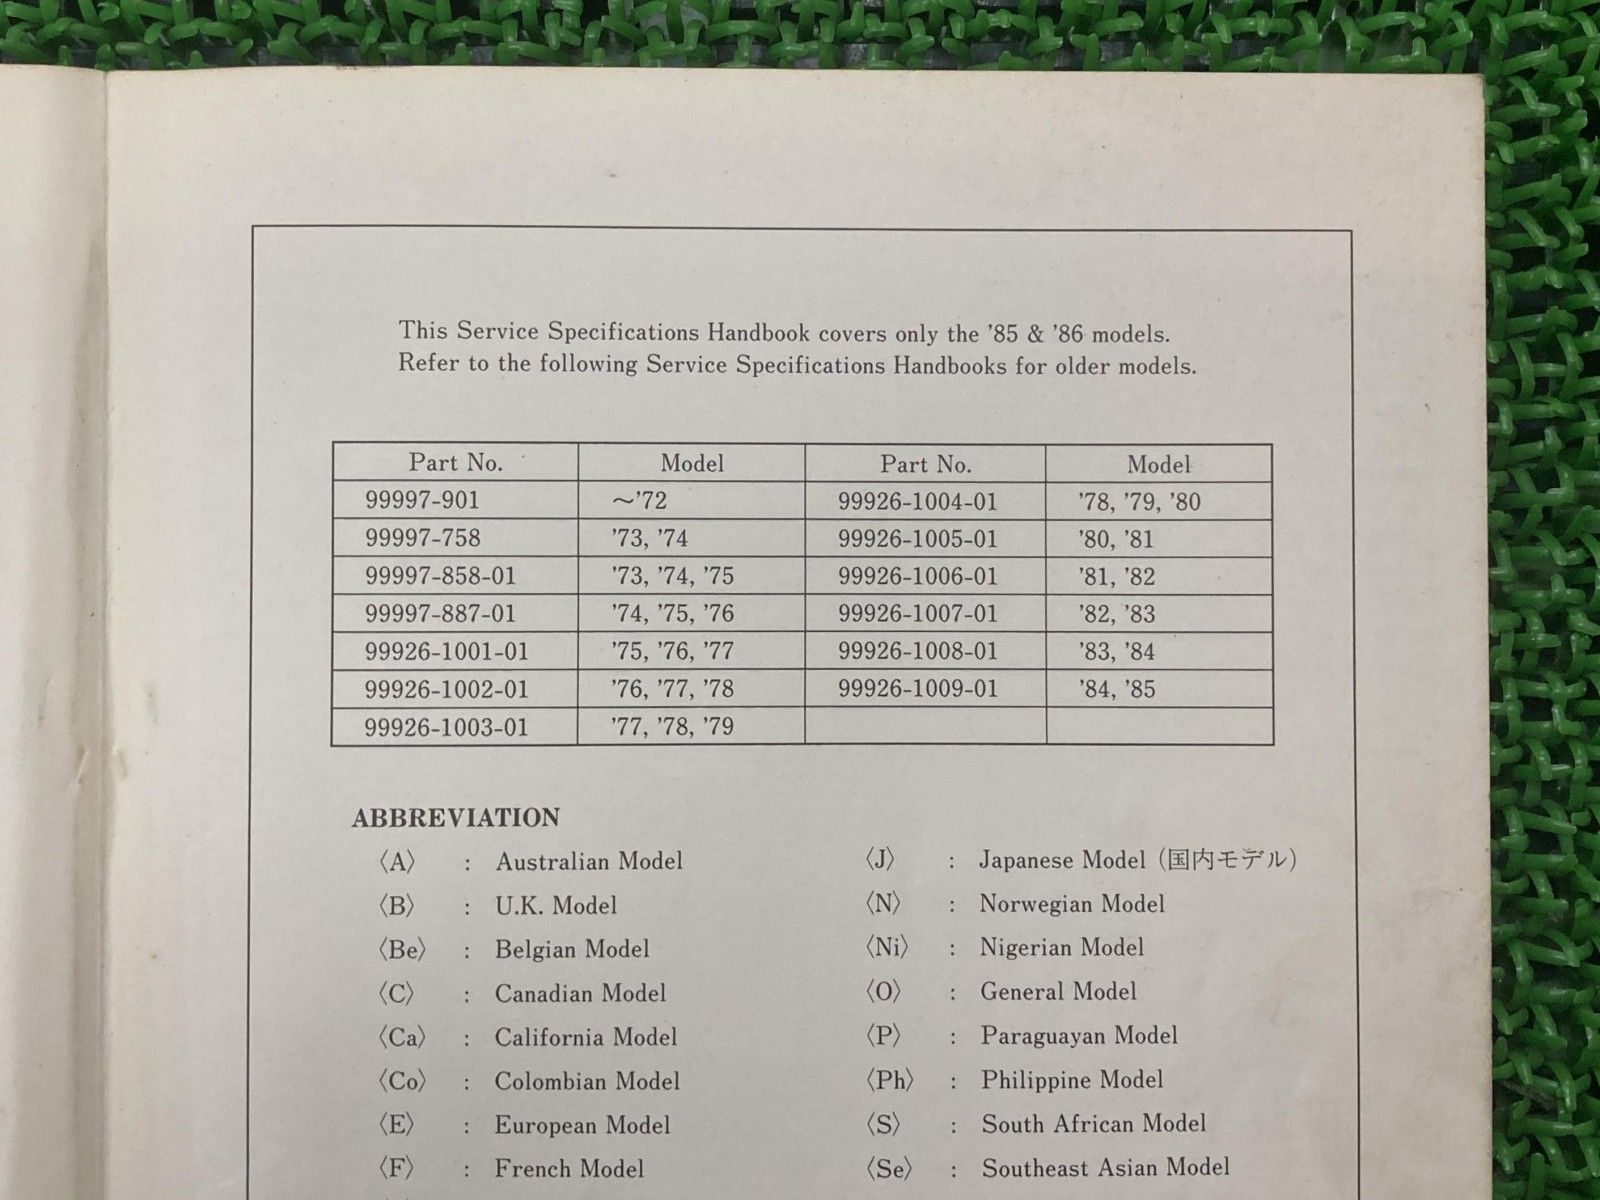 This Service Specifications Handbook covers only the ’85 & ’86 models.
Refer to the following Service Specifications Handbooks for older models.
Part No. Model Part No. Model
99997-901 ~’72 99926-1004-01 ’78, ’79, ’80
99997-758 ’73, ’74 99926-1005-01 ’80, ’81
99997-858-01 ’73, ’74, ’75 99926-1006-01 ’81, ’82
99997-887-01 ’74, ’75, ’76 99926-1007-01 ’82, ’83
99926-1001-01 ’75, ’76, ’77 99926-1008-01 ’83, ’84
99926-1002-01 ’76, ’77, ’78 99926-1009-01 ’84, ’85
99926-1003-01 ’77, ’78, ’79
ABBREVIATION
〈A〉 : Australian Model 〈J〉 : Japanese Model (国内モデル)
〈B〉 : U.K. Model 〈N〉 : Norwegian Model
〈Be〉 : Belgian Model 〈Ni〉 : Nigerian Model
〈C〉 : Canadian Model 〈O〉 : General Model
〈Ca〉 : California Model 〈P〉 : Paraguayan Model
〈Co〉 : Colombian Model 〈Ph〉 : Philippine Model
〈E〉 : European Model 〈S〉 : South African Model
〈F〉 : French Model 〈Se〉 : Southeast Asian Model